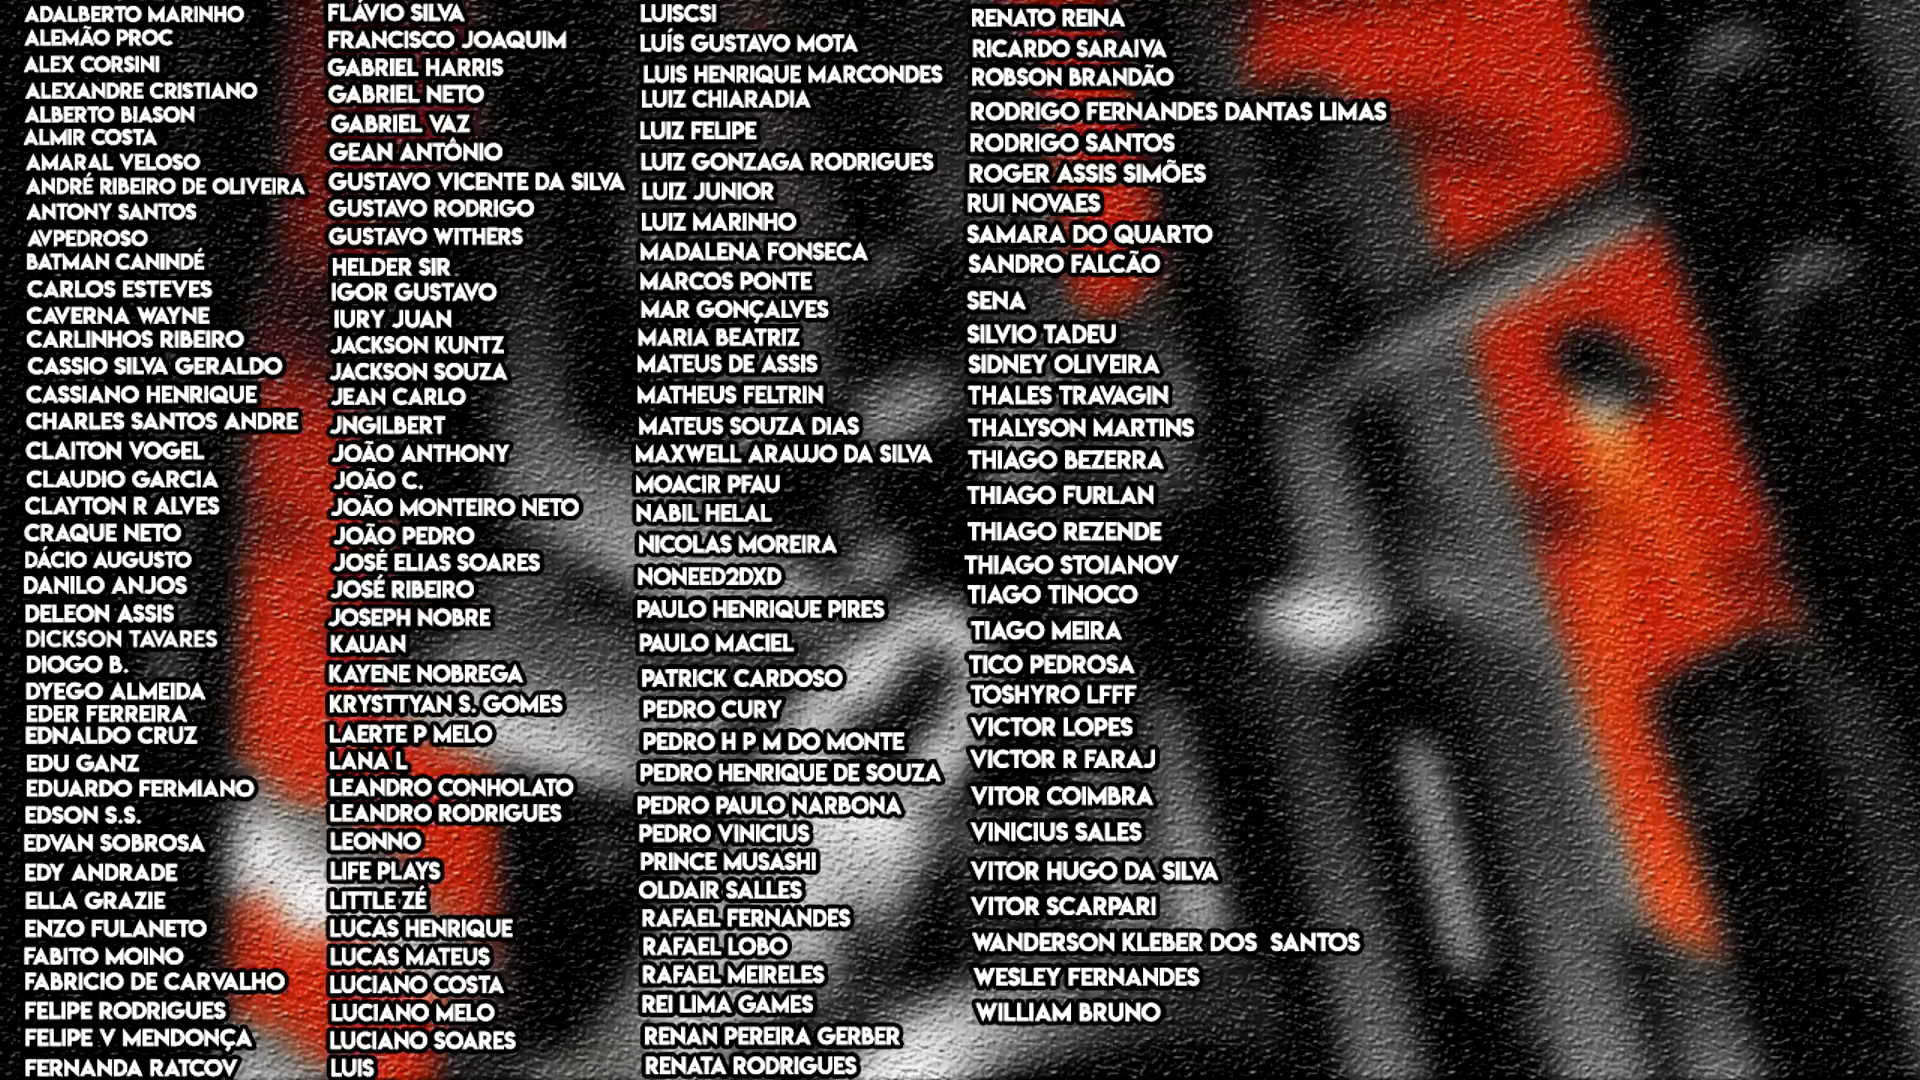 ADALBERTO MARINHO
ALEMÃO PROC
ALEX CORSINI
ALEXANDRE CRISTIANO
ALBERTO BIASON
ALMIR COSTA
AMARAL VELOSO
ANDRÉ RIBEIRO DE OLIVEIRA
ANTONY SANTOS
AVPEDROSO
BATMAN CANINDÉ
CARLOS ESTEVES
CAVERNA WAYNE
CARLINHOS RIBEIRO
CASSIO SILVA GERALDO
CASSIANO HENRIQUE
CHARLES SANTOS ANDRE
CLAITON VOGEL
CLAUDIO GARCIA
CLAYTON R ALVES
CRAQUE NETO
DÁCIO AUGUSTO
DANILO ANJOS
DELEON ASSIS
DICKSON TAVARES
DIOGO B.
DYEGO ALMEIDA
EDER FERREIRA
EDNALDO CRUZ
EDU GANZ
EDUARDO FERMIANO
EDSON S.S.
EDVAN SOBROSA
EDY ANDRADE
ELLA GRAZIE
ENZO FULANETO
FABITO MOINO
FABRICIO DE CARVALHO
FELIPE RODRIGUES
FELIPE V MENDONÇA
FERNANDA RATCOV
FLÁVIO SILVA
FRANCISCO JOAQUIM
GABRIEL HARRIS
GABRIEL NETO
GABRIEL VAZ
GEAN ANTÔNIO
GUSTAVO VICENTE DA SILVA
GUSTAVO RODRIGO
GUSTAVO WITHERS
HELDER SIR
IGOR GUSTAVO
IURY JUAN
JACKSON KUNTZ
JACKSON SOUZA
JEAN CARLO
JNGILBERT
JOÃO ANTHONY
JOÃO C.
JOÃO MONTEIRO NETO
JOÃO PEDRO
JOSÉ ELIAS SOARES
JOSÉ RIBEIRO
JOSEPH NOBRE
KAUAN
KAYENE NOBREGA
KRYSTTYAN S. GOMES
LAERTE P MELO
LANA L
LEANDRO CONHOLATO
LEANDRO RODRIGUES
LEONNO
LIFE PLAYS
LITTLE ZÉ
LUCAS HENRIQUE
LUCAS MATEUS
LUCIANO COSTA
LUCIANO MELO
LUCIANO SOARES
LUIS
LUISCSI
LUÍS GUSTAVO MOTA
LUIS HENRIQUE MARCONDES
LUIZ CHIARADIA
LUIZ FELIPE
LUIZ GONZAGA RODRIGUES
LUIZ JUNIOR
LUIZ MARINHO
MADALENA FONSECA
MARCOS PONTE
MAR GONÇALVES
MARIA BEATRIZ
MATEUS DE ASSIS
MATHEUS FELTRIN
MATEUS SOUZA DIAS
MAXWELL ARAUJO DA SILVA
MOACIR PFAU
NABIL HELAL
NICOLAS MOREIRA
NONEED2DXD
PAULO HENRIQUE PIRES
PAULO MACIEL
PATRICK CARDOSO
PEDRO CURY
PEDRO H P M DO MONTE
PEDRO HENRIQUE DE SOUZA
PEDRO PAULO NARBONA
PEDRO VINICIUS
PRINCE MUSASHI
OLDAIR SALLES
RAFAEL FERNANDES
RAFAEL LOBO
RAFAEL MEIRELES
REI LIMA GAMES
RENAN PEREIRA GERBER
RENATA RODRIGUES
RENATO REINA
RICARDO SARAIVA
ROBSON BRANDÃO
RODRIGO FERNANDES DANTAS LIMAS
RODRIGO SANTOS
ROGER ASSIS SIMÕES
RUI NOVAES
SAMARA DO QUARTO
SANDRO FALCÃO
SENA
SILVIO TADEU
SIDNEY OLIVEIRA
THALES TRAVAGIN
THALYSON MARTINS
THIAGO BEZERRA
THIAGO FURLAN
THIAGO REZENDE
THIAGO STOIANOV
TIAGO TINOCO
TIAGO MEIRA
TICO PEDROSA
TOSHYRO LFFF
VICTOR LOPES
VICTOR R FARAJ
VITOR COIMBRA
VINICIUS SALES
VITOR HUGO DA SILVA
VITOR SCARPARI
WANDERSON KLEBER DOS SANTOS
WESLEY FERNANDES
WILLIAM BRUNO